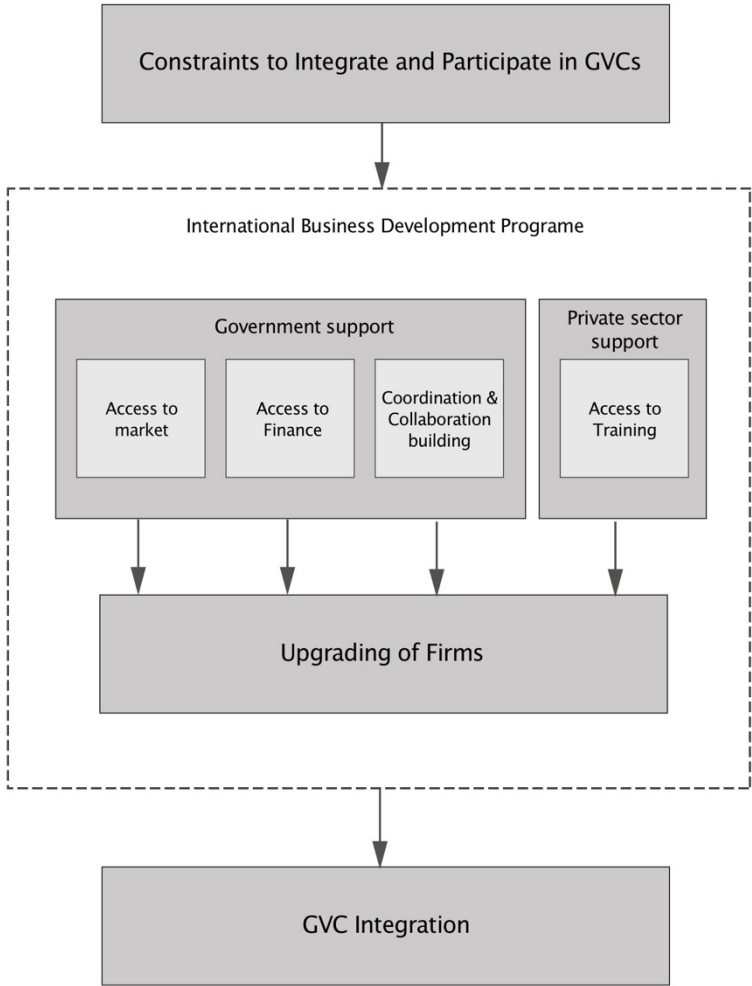 Constraints to Integrate and Participate in GVCs
International Business Development Programe
Government support
Access to
market
Access to
Finance
Coordination &
Collaboration
building
Private sector
support
Access to
Training
Upgrading of Firms
GVC Integration